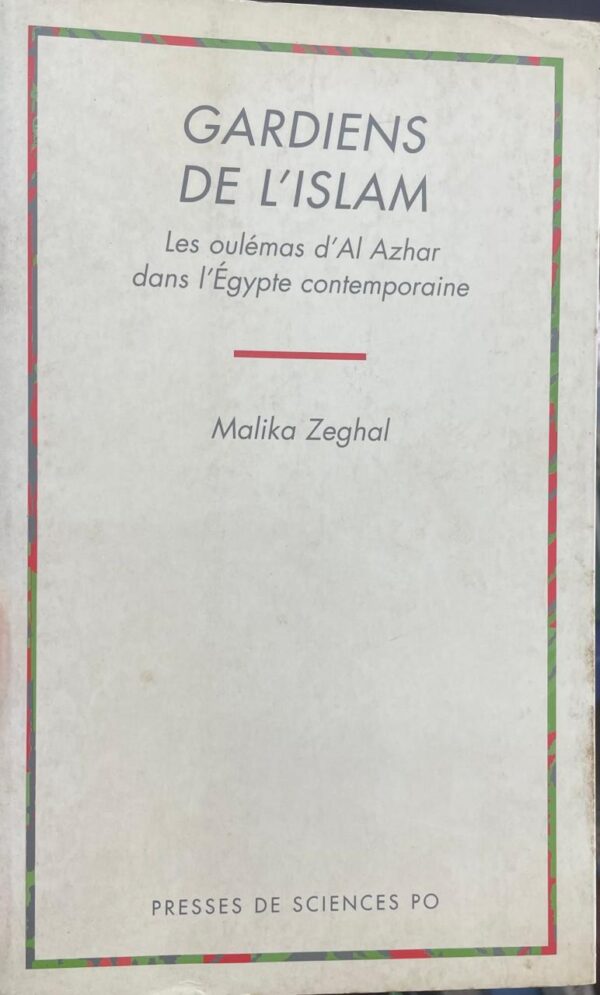 GARDIENS
DE L'ISLAM
Les oulémas d'Al Azhar
dans l'Égypte contemporaine
Malika Zeghal
PRESSES DE SCIENCES PO